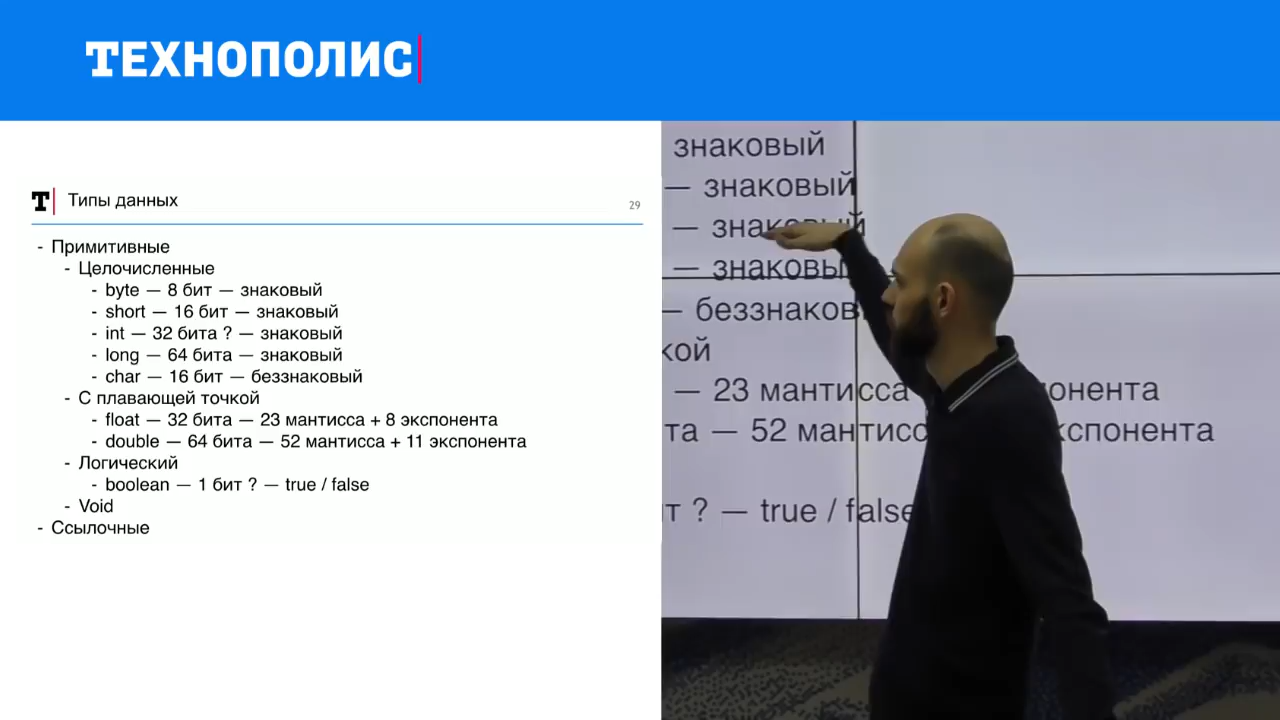 ТЕХНОПОЛИС
Т Типы данных
29
- Примитивные
- Целочисленные
- byte — 8 бит — знаковый
- short — 16 бит — знаковый
- int — 32 бита ? — знаковый
- long — 64 бита — знаковый
- char — 16 бит — беззнаковый
- С плавающей точкой
- float — 32 бита — 23 мантисса + 8 экспонента
- double — 64 бита — 52 мантисса + 11 экспонента
- Логический
- boolean — 1 бит ? — true / false
- Void
- Ссылочные
знаковый
— знаковый
— знаковый
— знаковы
— беззнаков
кой
— 23 мантисса онента
та — 52 мантисс кспонента
т ? — true / false